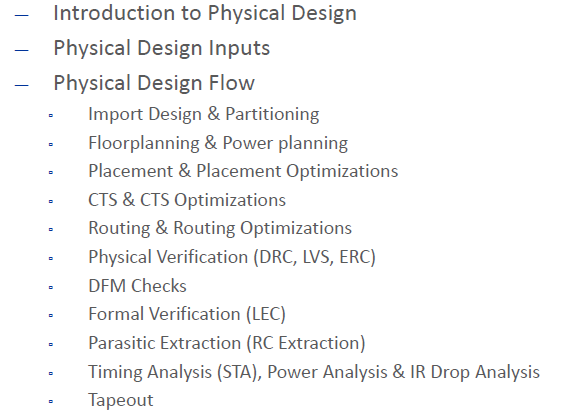 — Introduction to Physical Design
— Physical Design Inputs
— Physical Design Flow
▫ Import Design & Partitioning
▫ Floorplanning & Power planning
▫ Placement & Placement Optimizations
▫ CTS & CTS Optimizations
▫ Routing & Routing Optimizations
▫ Physical Verification (DRC, LVS, ERC)
▫ DFM Checks
▫ Formal Verification (LEC)
▫ Parasitic Extraction (RC Extraction)
▫ Timing Analysis (STA), Power Analysis & IR Drop Analysis
▫ Tapeout